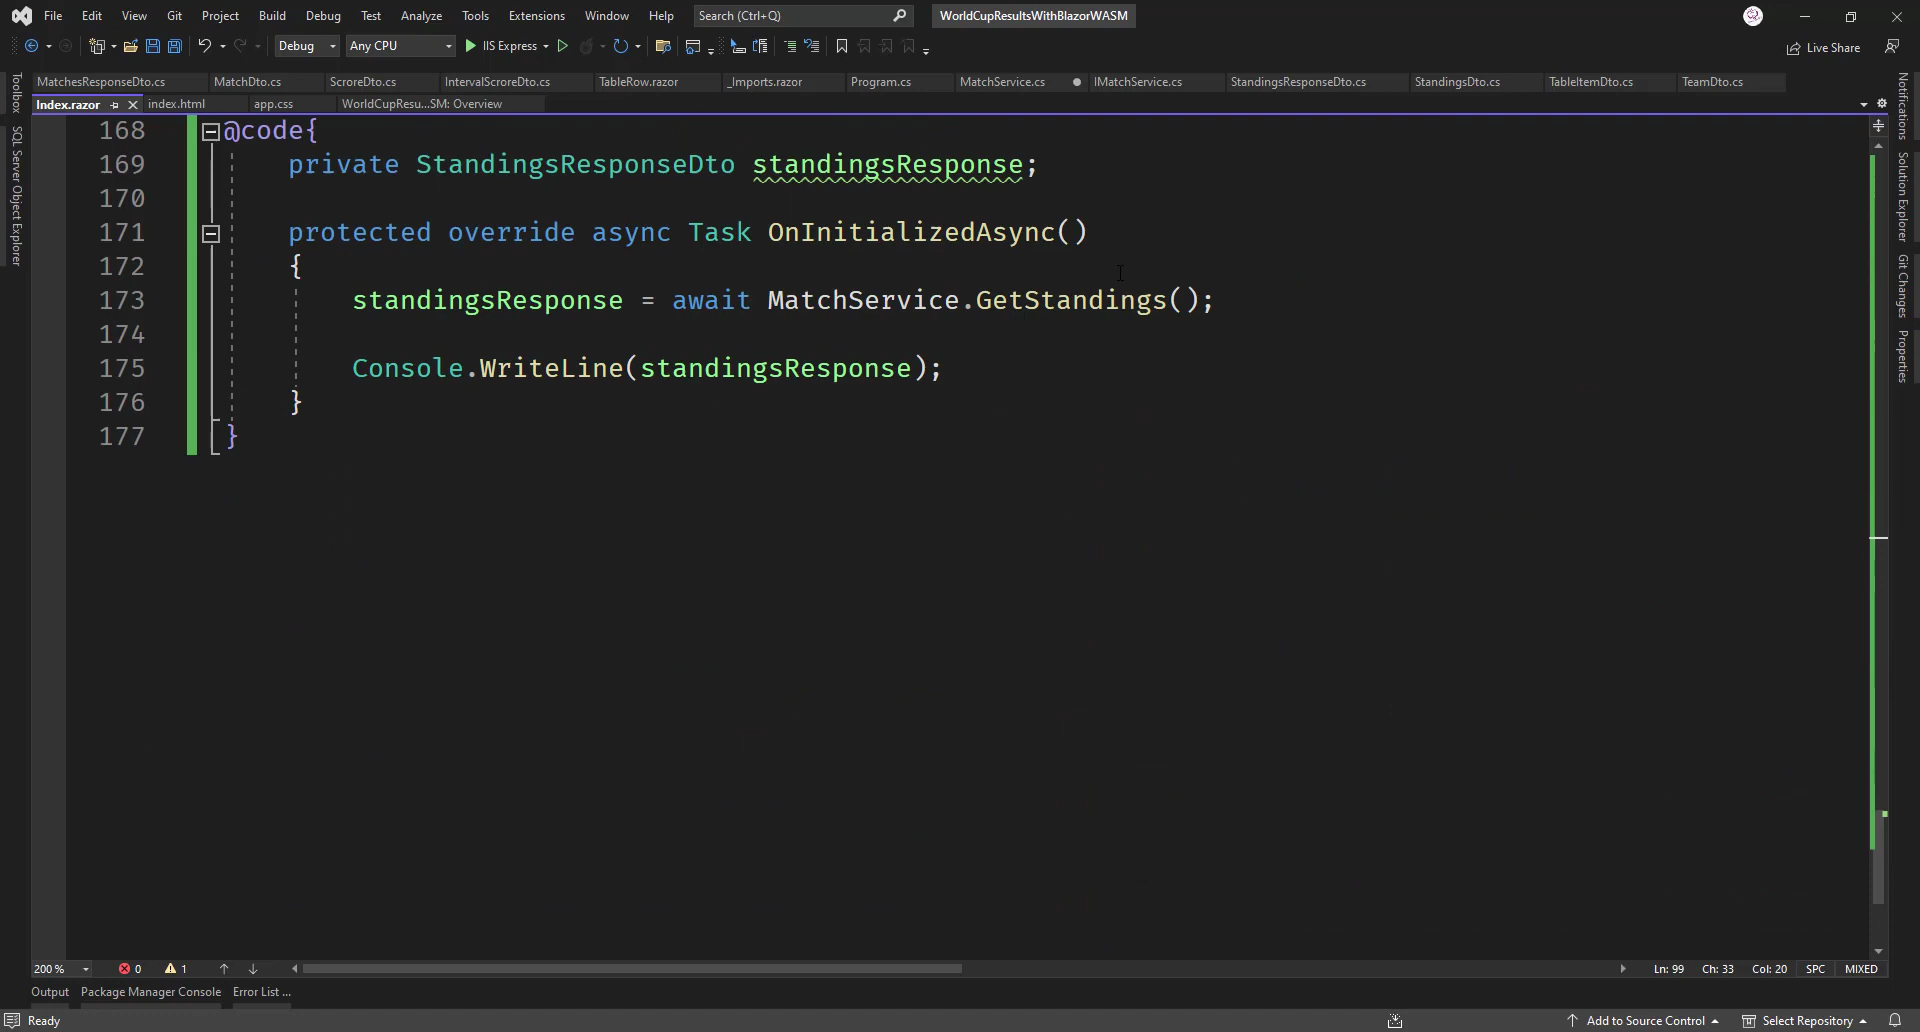 File Edit View Git Project Build Debug Test Analyze Tools Extensions Window Help Search (Ctrl+Q) WorldCupResultsWithBlazorWASM
Debug Any CPU IIS Express Live Share
MatchesResponseDto.cs MatchDto.cs ScroreDto.cs IntervalScroreDto.cs TableRow.razor _Imports.razor Program.cs MatchService.cs IMatchService.cs StandingsResponseDto.cs StandingsDto.cs TableItemDto.cs TeamDto.cs
Index.razor index.html app.css WorldCupResu...SM: Overview
Toolbox
SQL Server Object Explorer
168 @code{
169 private StandingsResponseDto standingsResponse;
170
171 protected override async Task OnInitializedAsync()
172 {
173 standingsResponse = await MatchService.GetStandings();
174
175 Console.WriteLine(standingsResponse);
176 }
177 }
Notifications
Solution Explorer
Git Changes
Properties
200 % 0 1 Ln: 99 Ch: 33 Col: 20 SPC MIXED
Output Package Manager Console Error List ...
Ready Add to Source Control Select Repository